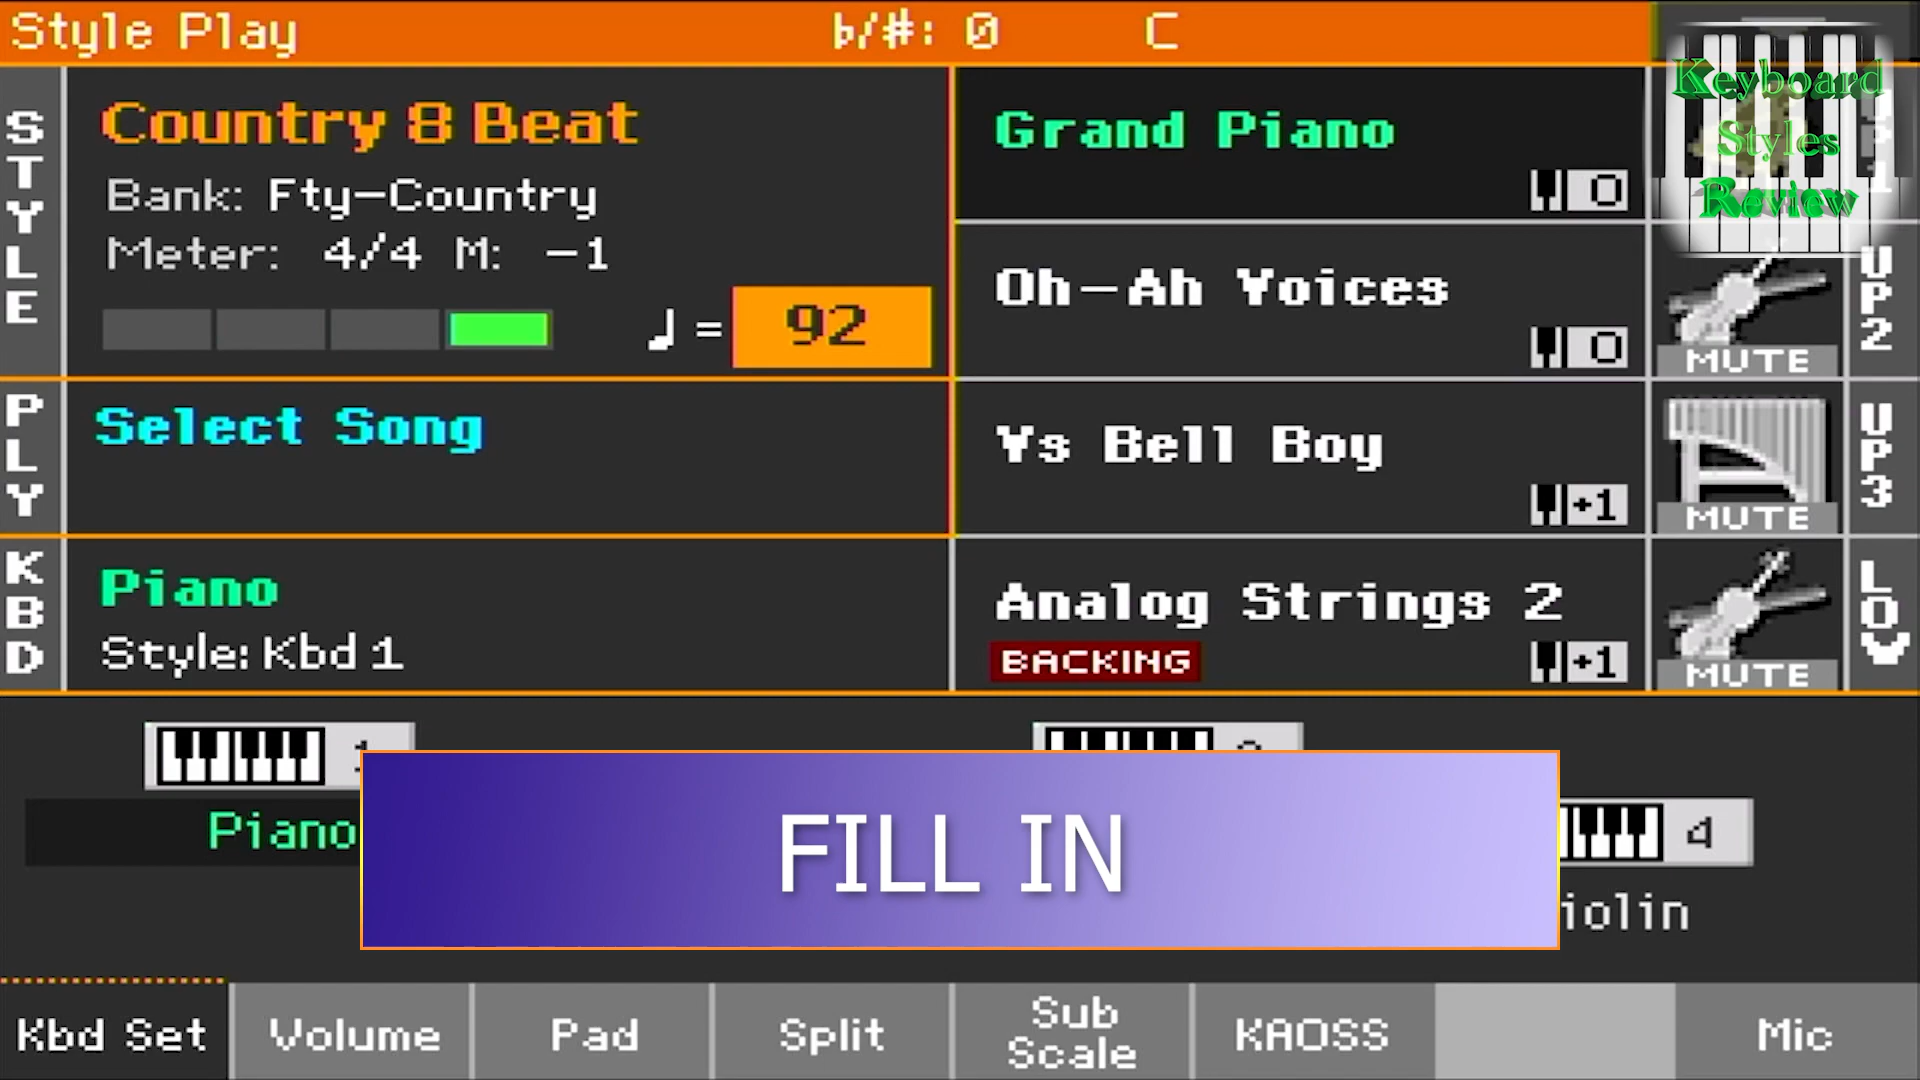 Style Play
♭/#: 0
C
Keyboard
Styles
Review
STYLE
Country 8 Beat
Bank: Fty-Country
Meter: 4/4 M: -1
♩ = 92
Grand Piano
0
Oh-Ah Voices
0
MUTE
UP2
PLY
Select Song
Vs Bell Boy
+1
MUTE
UP3
KBD
Piano
Style: Kbd 1
Analog Strings 2
BACKING
+1
MUTE
LOW
Piano
FILL IN
4
Kbd Set
Volume
Pad
Split
Sub
Scale
KAOSS
Mic